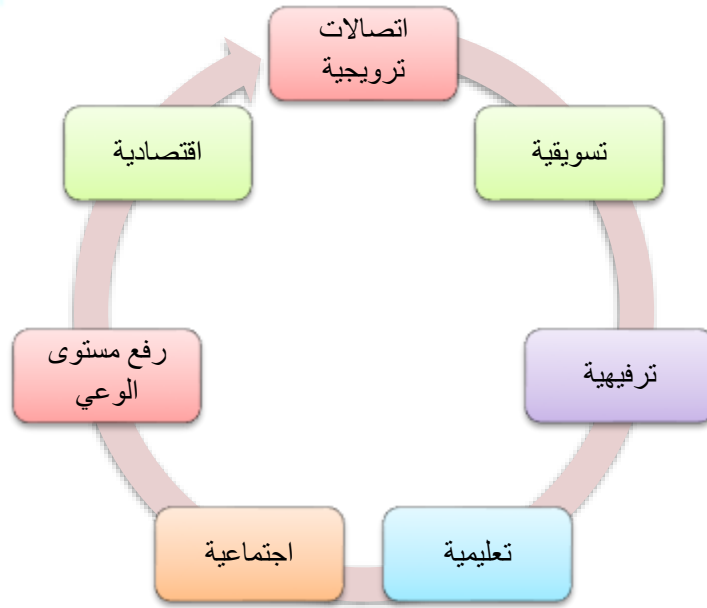 اتصالات
ترويجية
تسويقية
ترفيهية
تعليمية
اجتماعية
رفع مستوى
الوعي
اقتصادية